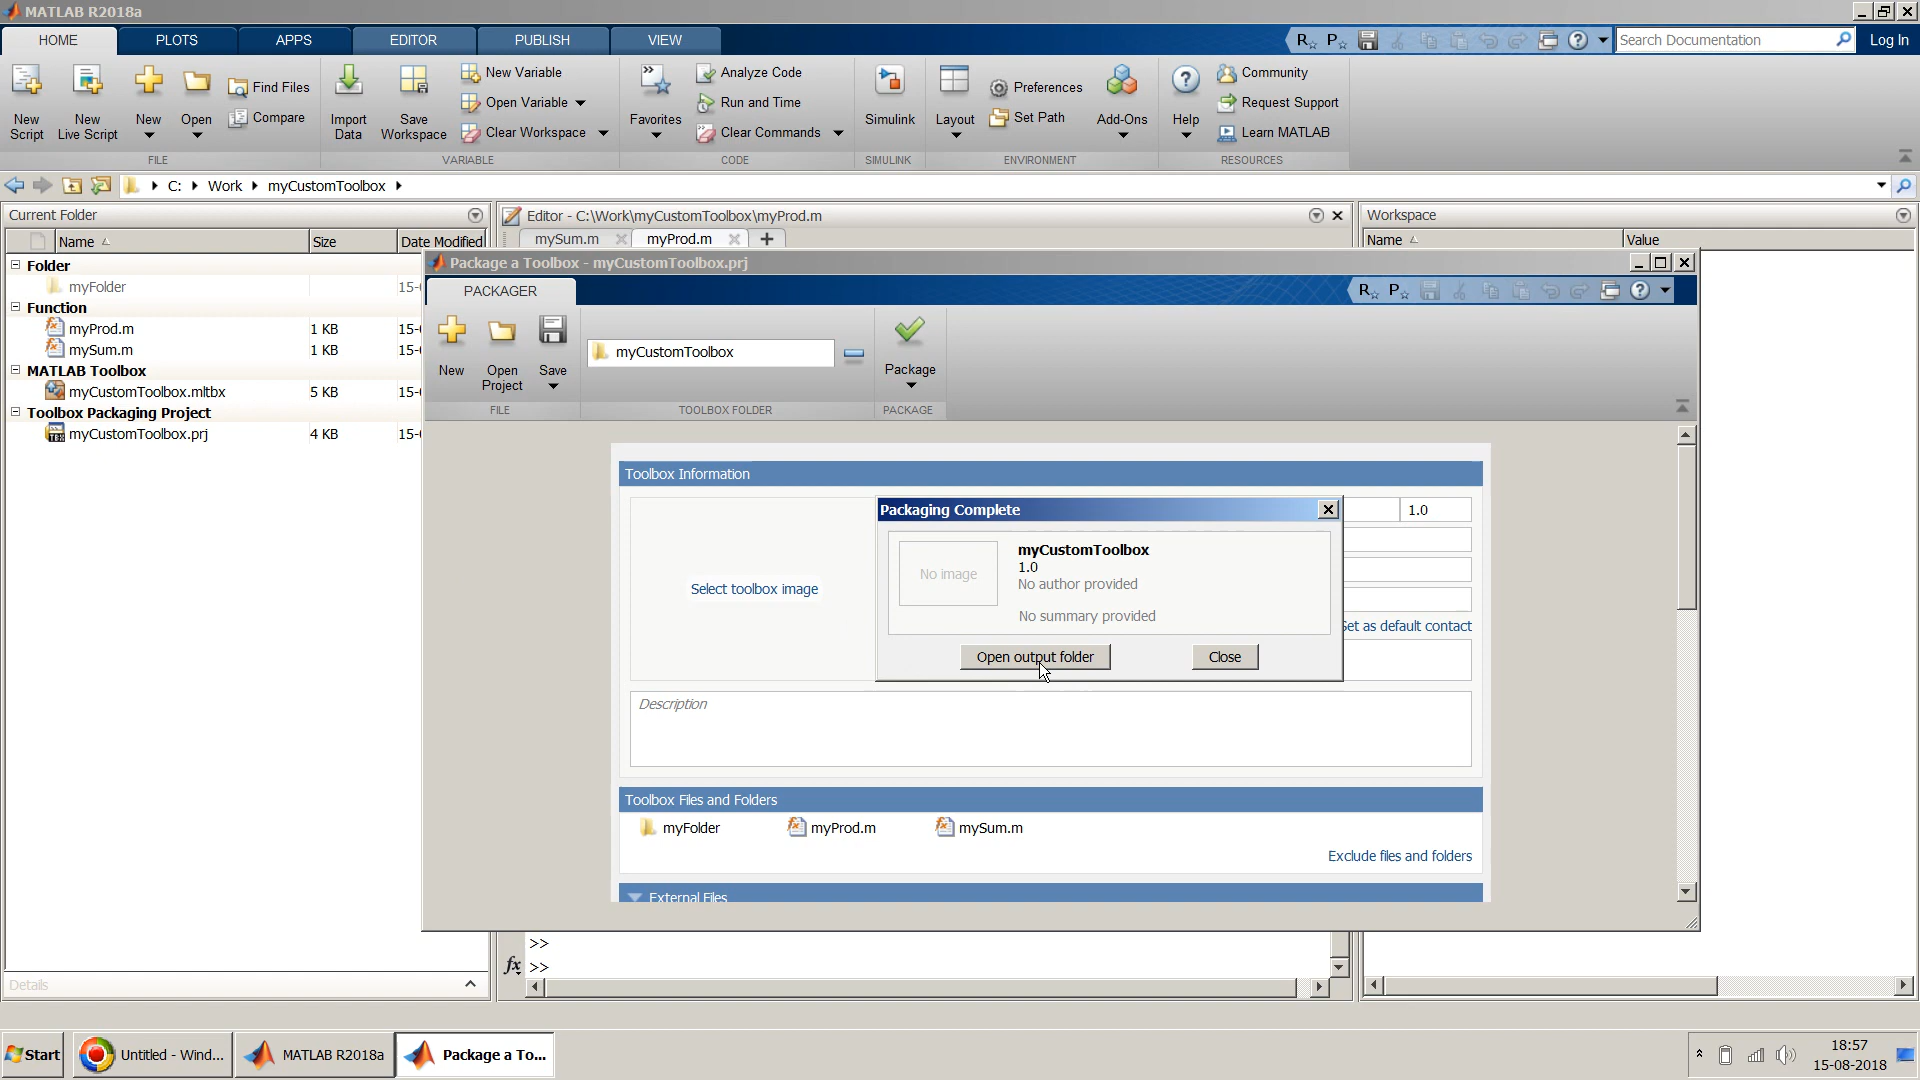 MATLAB R2018a
HOME PLOTS APPS EDITOR PUBLISH VIEW
Search Documentation Log In
New Script
New Live Script
New
Open
Find Files
Compare
Import Data
Save Workspace
New Variable
Open Variable
Clear Workspace
Favorites
Analyze Code
Run and Time
Clear Commands
Simulink
Layout
Preferences
Set Path
Add-Ons
Help
Community
Request Support
Learn MATLAB
FILE VARIABLE CODE SIMULINK ENVIRONMENT RESOURCES
C: Work myCustomToolbox
Current Folder
Name Size Date Modified
Folder
myFolder 15-
Function
myProd.m 1 KB 15-
mySum.m 1 KB 15-
MATLAB Toolbox
myCustomToolbox.mltbx 5 KB 15-
Toolbox Packaging Project
myCustomToolbox.prj 4 KB 15-
Details
Editor - C:\Work\myCustomToolbox\myProd.m
mySum.m myProd.m
Workspace
Name Value
Package a Toolbox - myCustomToolbox.prj
PACKAGER
New
Open Project
Save
myCustomToolbox
Package
FILE TOOLBOX FOLDER PACKAGE
Toolbox Information
Select toolbox image
1.0
Set as default contact
Description
Packaging Complete
No image
myCustomToolbox
1.0
No author provided
No summary provided
Open output folder Close
Toolbox Files and Folders
myFolder myProd.m mySum.m
Exclude files and folders
External Files
>>
fx >>
Start
Untitled - Wind...
MATLAB R2018a
Package a To...
18:57
15-08-2018